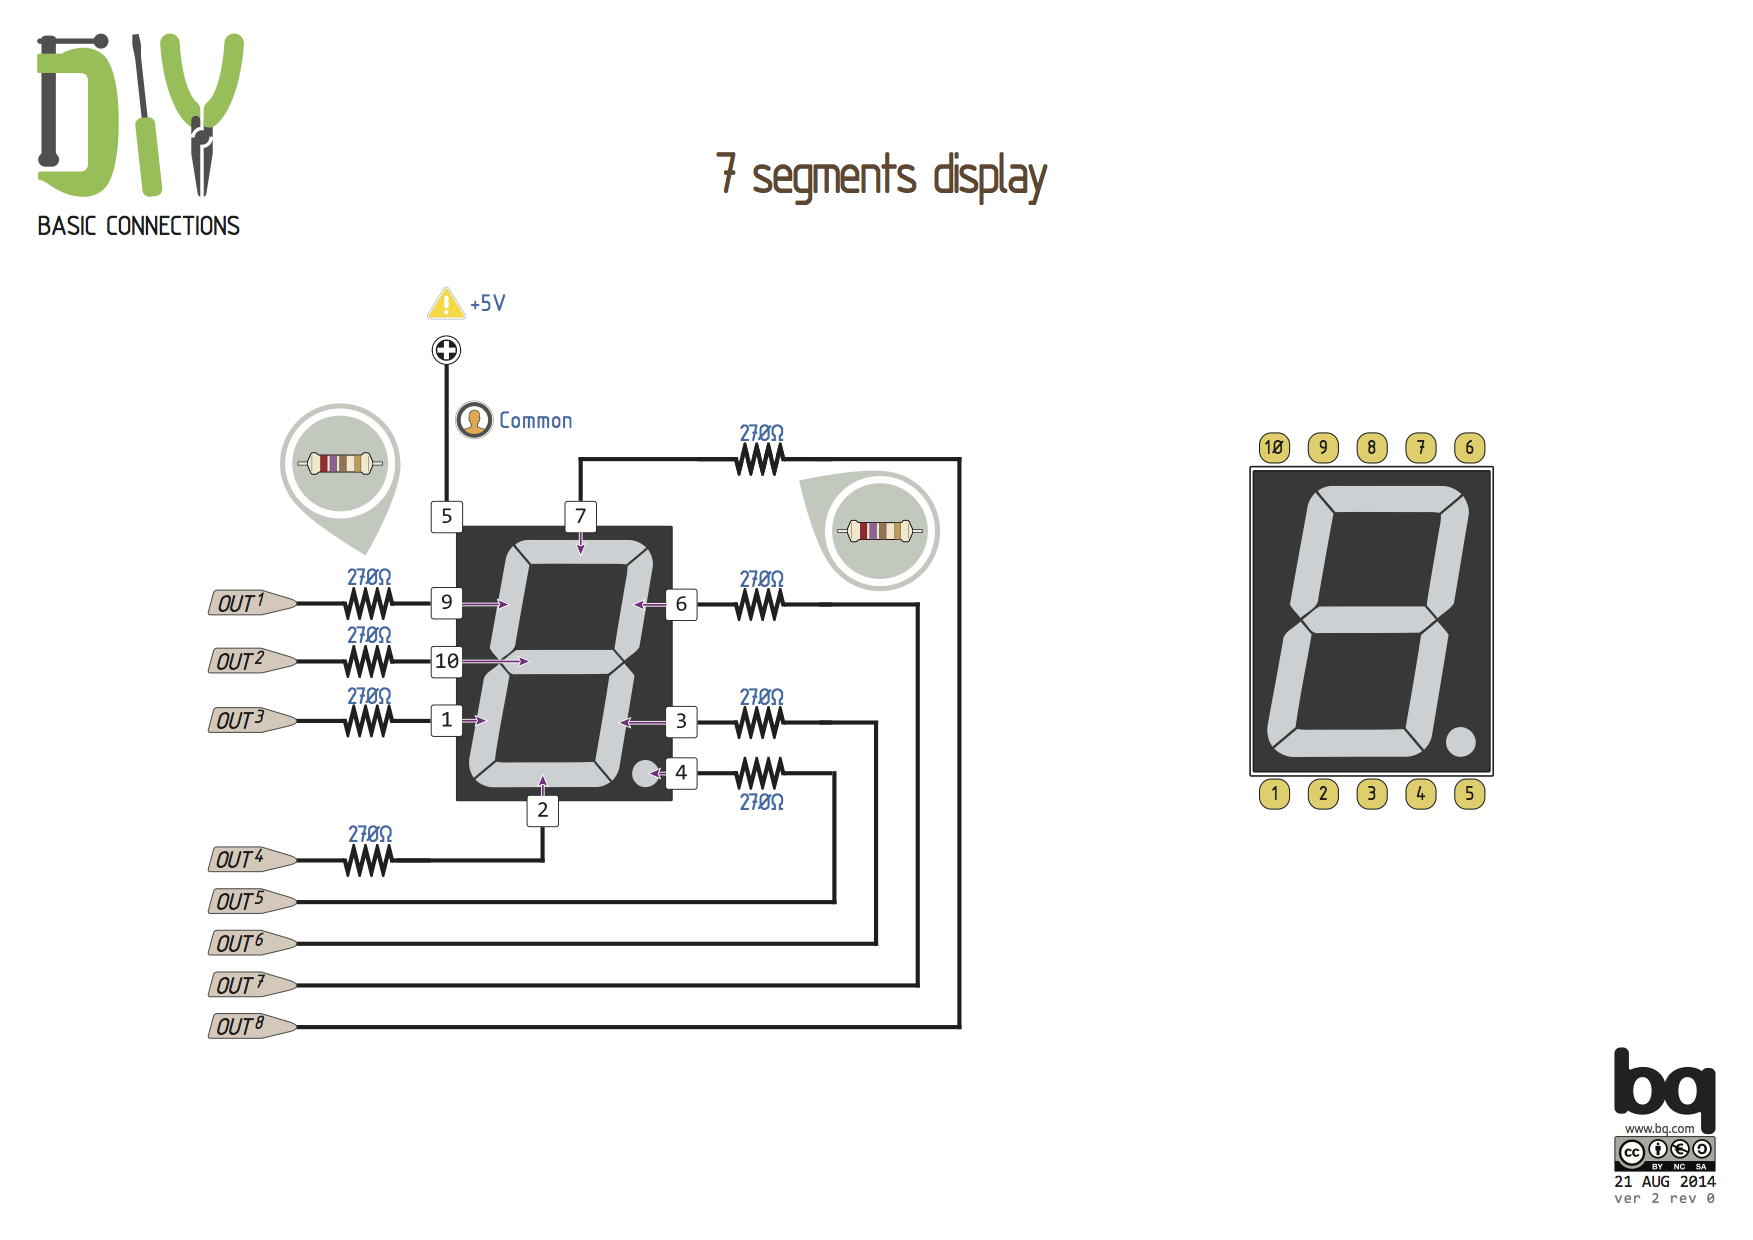 DIY
BASIC CONNECTIONS
7 segments display
+5V
Common
270Ω
10 9 8 7 6
5 7
270Ω 270Ω
OUT1 9 6
270Ω
OUT2 10
270Ω 270Ω
OUT3 1 3
4
270Ω
1 2 3 4 5
2
270Ω
OUT4
OUT5
OUT6
OUT7
OUT8
bq
www.bq.com
cc BY NC SA
21 AUG 2014
ver 2 rev 0